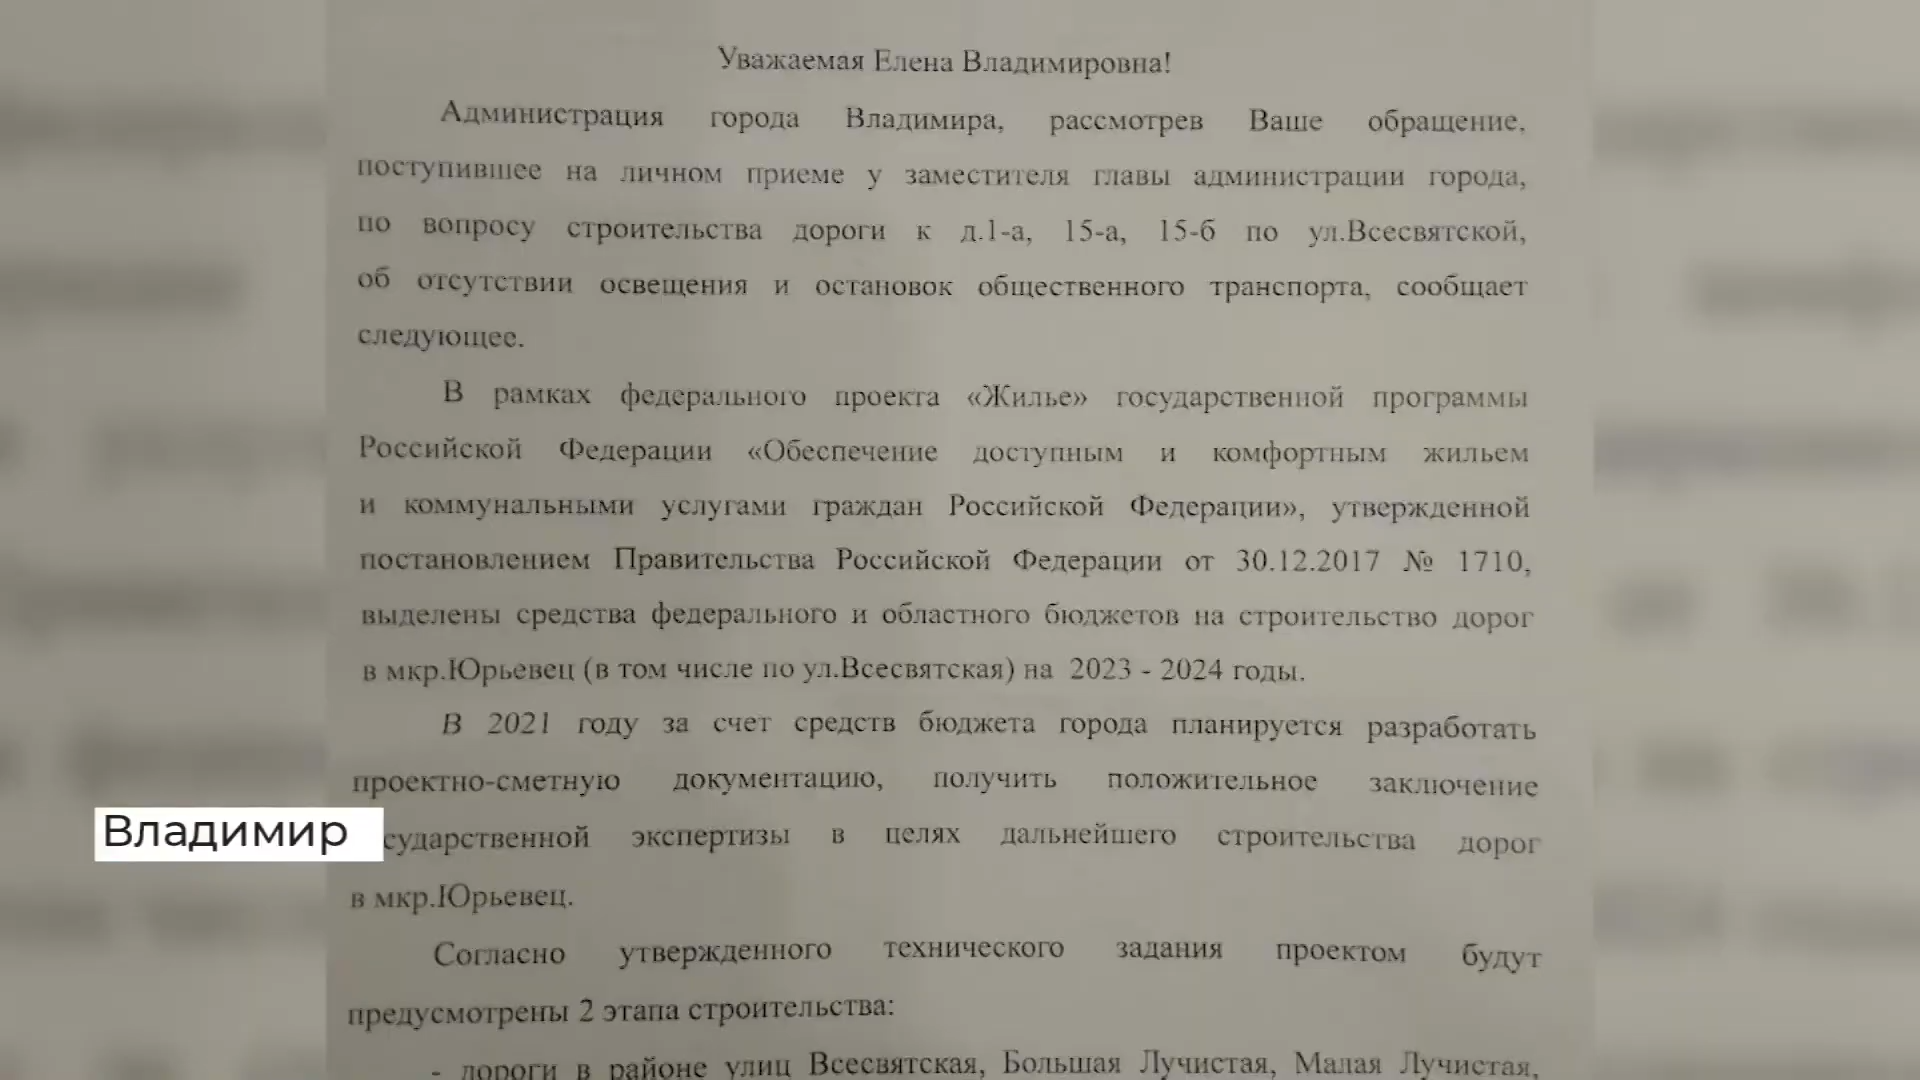 Уважаемая Елена Владимировна!
Администрация города Владимира, рассмотрев Ваше обращение,
поступившее на личном приеме у заместителя главы администрации города,
по вопросу строительства дороги к д.1-а, 15-а, 15-б по ул.Всесвятской,
об отсутствии освещения и остановок общественного транспорта, сообщает
следующее.
В рамках федерального проекта «Жилье» государственной программы
Российской Федерации «Обеспечение доступным и комфортным жильем
и коммунальными услугами граждан Российской Федерации», утвержденной
постановлением Правительства Российской Федерации от 30.12.2017 № 1710,
выделены средства федерального и областного бюджетов на строительство дорог
в мкр.Юрьевец (в том числе по ул.Всесвятская) на 2023 - 2024 годы.
В 2021 году за счет средств бюджета города планируется разработать
проектно-сметную документацию, получить положительное заключение
Владимир
сударственной экспертизы в целях дальнейшего строительства дорог
в мкр.Юрьевец.
Согласно утвержденного технического задания проектом будут
предусмотрены 2 этапа строительства:
- дороги в районе улиц Всесвятская, Большая Лучистая, Малая Лучистая,